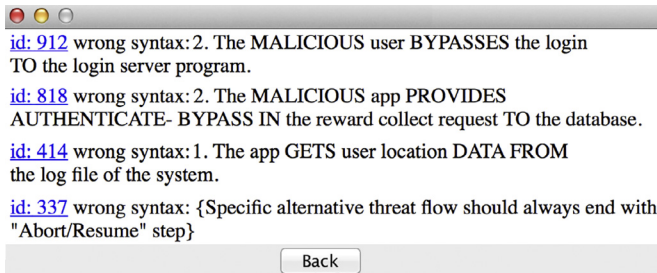 id: 912 wrong syntax: 2. The MALICIOUS user BYPASSES the login
TO the login server program.
id: 818 wrong syntax: 2. The MALICIOUS app PROVIDES
AUTHENTICATE- BYPASS IN the reward collect request TO the database.
id: 414 wrong syntax: 1. The app GETS user location DATA FROM
the log file of the system.
id: 337 wrong syntax: {Specific alternative threat flow should always end with
"Abort/Resume" step}
Back